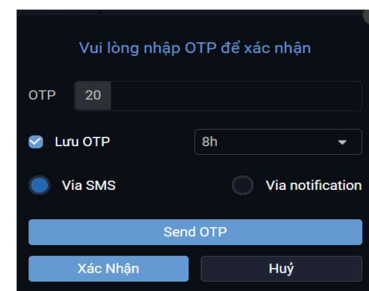 Vui lòng nhập OTP để xác nhận
OTP 20
Lưu OTP 8h
Via SMS Via notification
Send OTP
Xác Nhận Huỷ